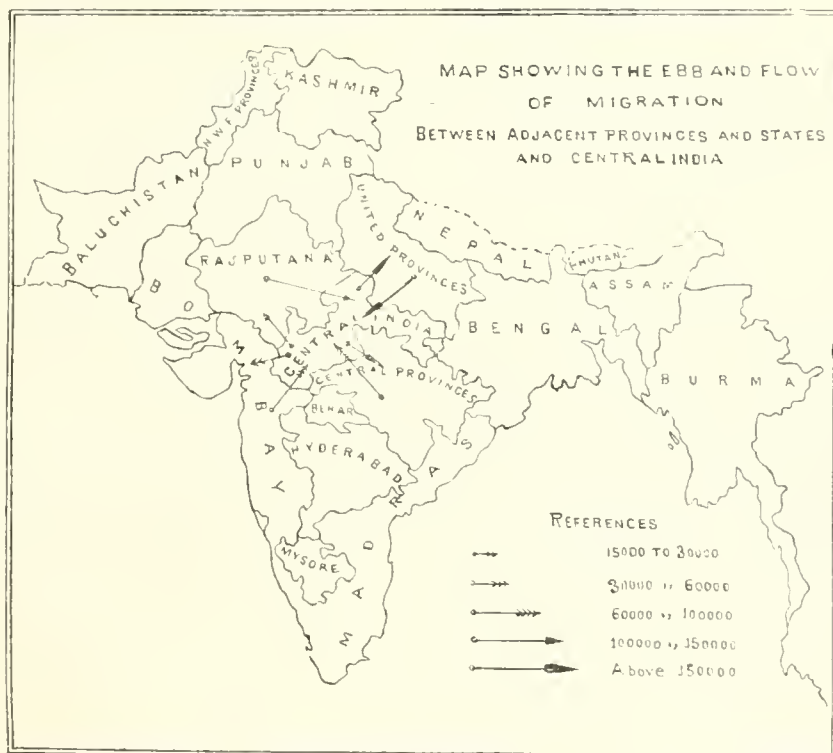 MAP SHOWING THE EBB AND FLOW
OF MIGRATION
BETWEEN ADJACENT PROVINCES AND STATES
AND CENTRAL INDIA
KASHMIR
N.W.F. PROVINCES
PUNJAB
BALUCHISTAN
UNITED PROVINCES
NEPAL
BHUTAN
RAJPUTANA
ASSAM
BOMBAY
CENTRAL INDIA
BENGAL
CENTRAL PROVINCES
BURMA
BERAR
HYDERABAD
MADRAS
MYSORE
REFERENCES
15000 TO 30000
30000 " 60000
60000 " 100000
100000 " 150000
Above 150000